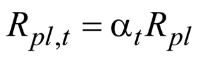 R_{pl,t} = α_t R_{pl}